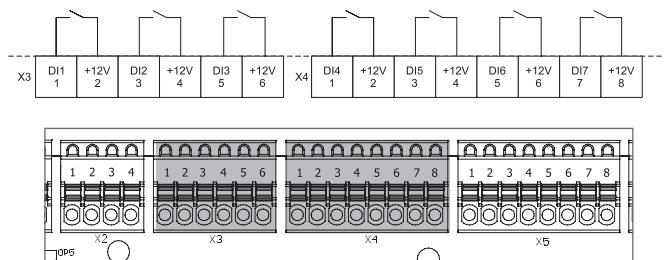 DI1 +12V DI2 +12V DI3 +12V DI4 +12V DI5 +12V DI6 +12V DI7 +12V
X3 1 2 3 4 5 6 X4 1 2 3 4 5 6 7 8
1 2 3 4 1 2 3 4 5 6 1 2 3 4 5 6 7 8 1 2 3 4 5 6 7 8
X2 X3 X4 X5
OP5